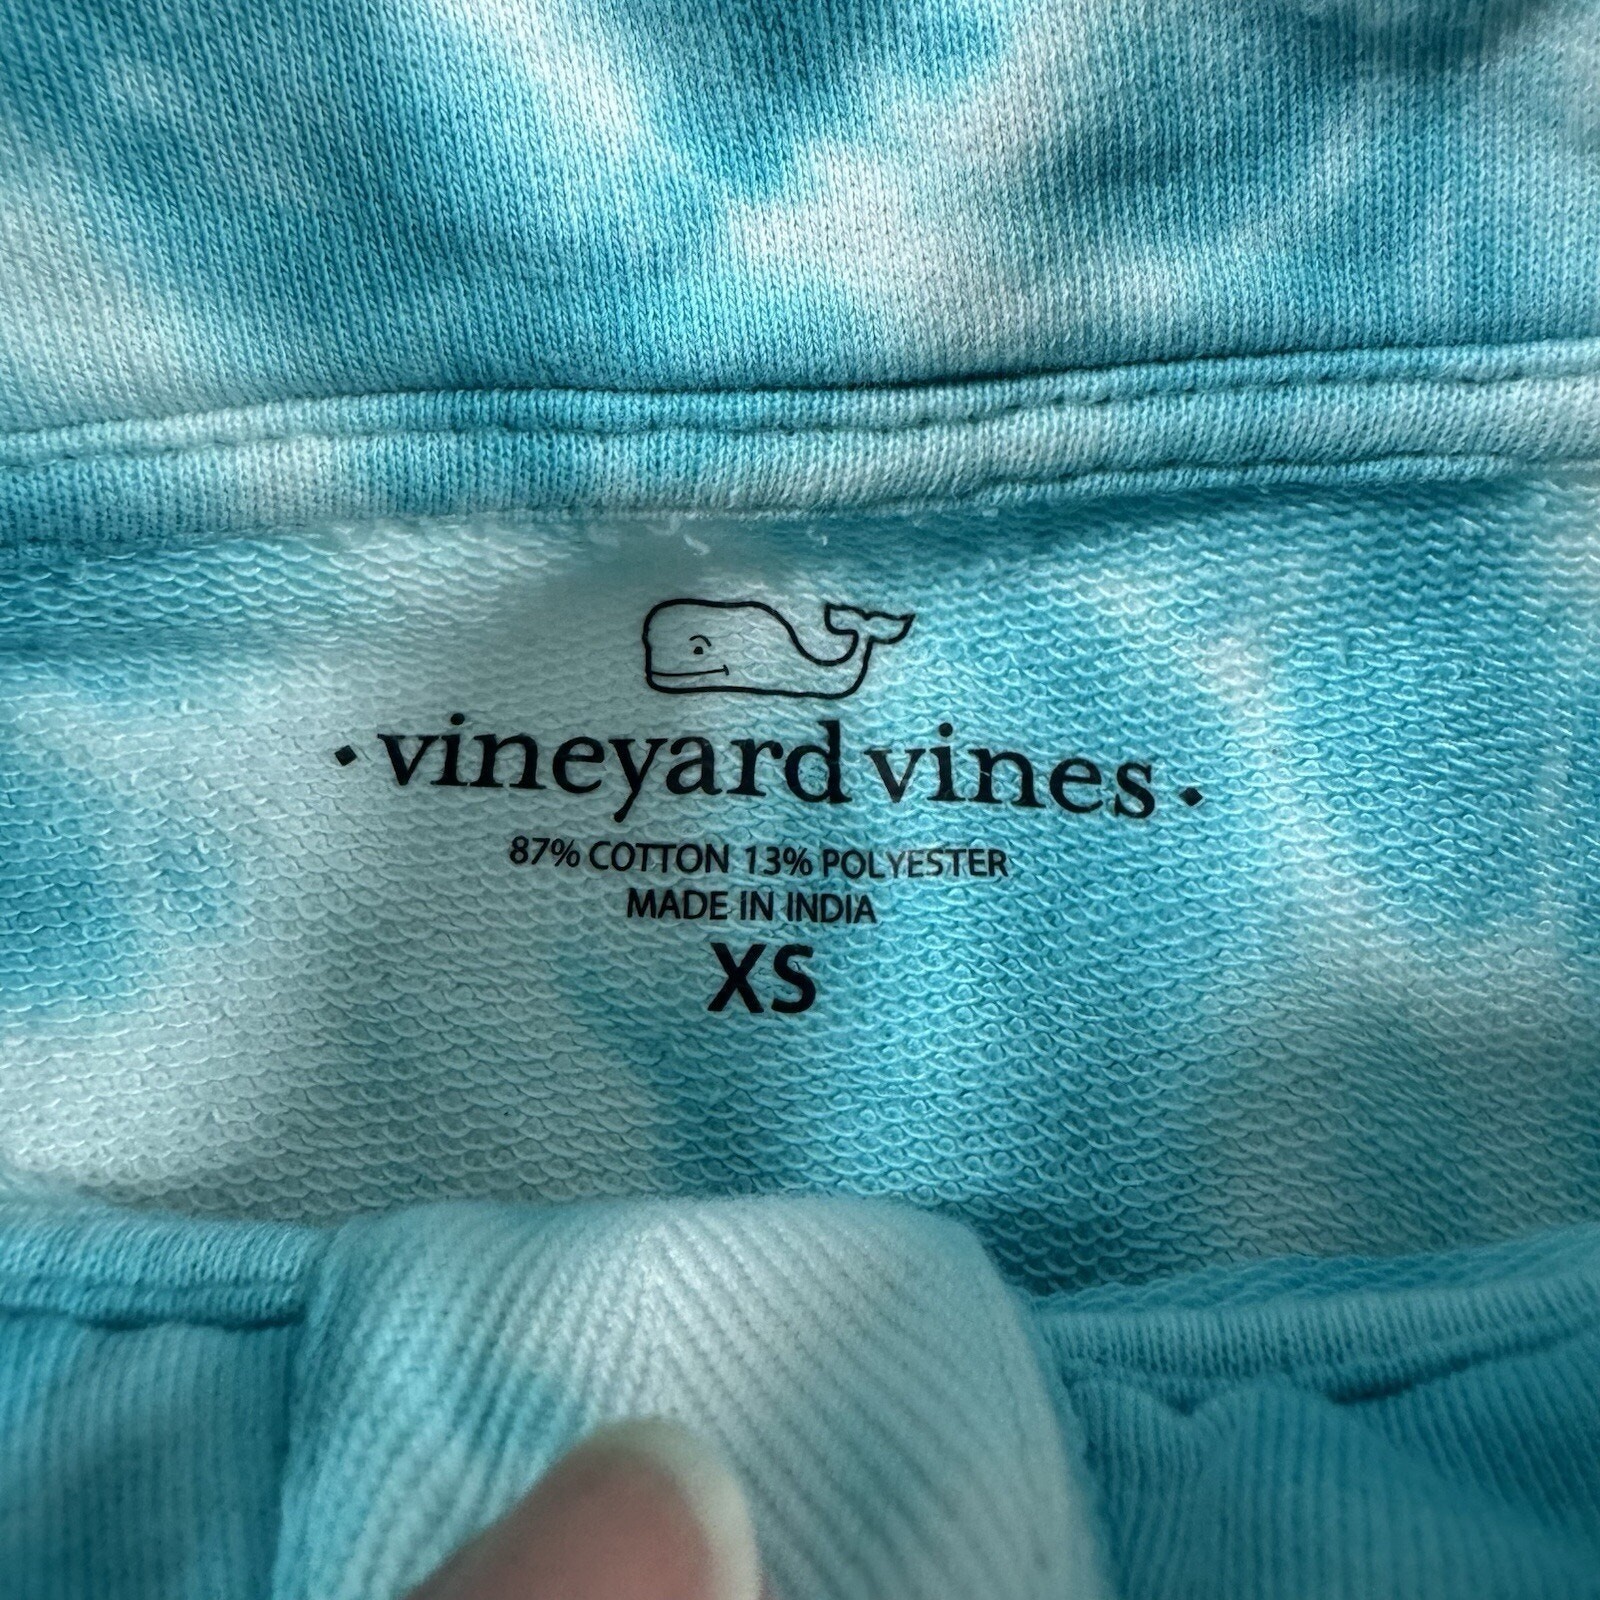 · vineyard vines ·
87% COTTON 13% POLYESTER
MADE IN INDIA
XS